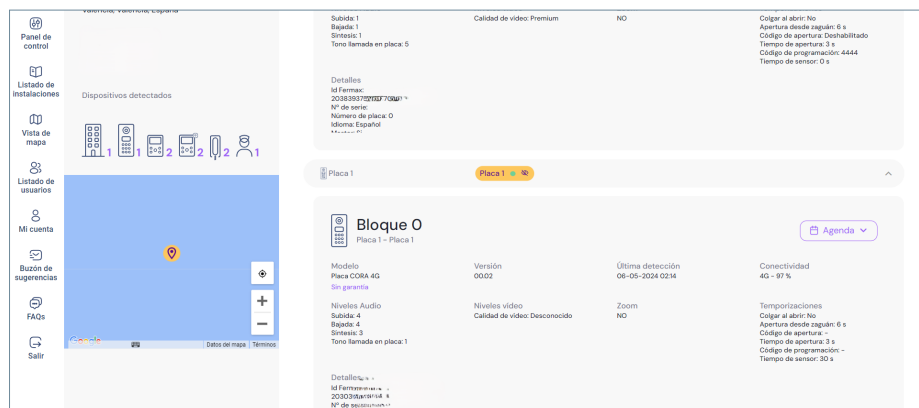 Panel de
control
Listado de
instalaciones
Vista de
mapa
Listado de
usuarios
Mi cuenta
Buzón de
sugerencias
FAQs
Salir
Valencia, Valencia, España
Dispositivos detectados
1 1 2 2 2 1
Datos del mapa Términos
Subida: 1
Bajada: 1
Síntesis: 1
Tono llamada en placa: 5
Calidad de vídeo: Premium
NO
Colgar al abrir: No
Apertura desde zaguán: 6 s
Código de apertura: Deshabilitado
Tiempo de apertura: 3 s
Código de programación: 4444
Tiempo de sensor: 0 s
Detalles
Id Fermax:
Nº de serie:
Número de placa: 0
Idioma: Español
Placa 1
Placa 1
Bloque 0
Placa 1 - Placa 1
Agenda
Modelo
Placa CORA 4G
Sin garantía
Versión
00.02
Última detección
06-05-2024 02:14
Conectividad
4G - 97 %
Niveles Audio
Subida: 4
Bajada: 4
Síntesis: 3
Tono llamada en placa: 1
Niveles vídeo
Calidad de vídeo: Desconocido
Zoom
NO
Temporizaciones
Colgar al abrir: No
Apertura desde zaguán: 6 s
Código de apertura: -
Tiempo de apertura: 3 s
Código de programación: -
Tiempo de sensor: 30 s
Detalles
Id
Nº de